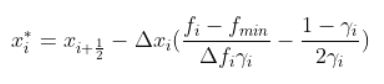 $x_i^* = x_{i+\frac{1}{2}} - \Delta x_i(\frac{f_i - f_{min}}{\Delta f_i \gamma_i} - \frac{1 - \gamma_i}{2\gamma_i})$